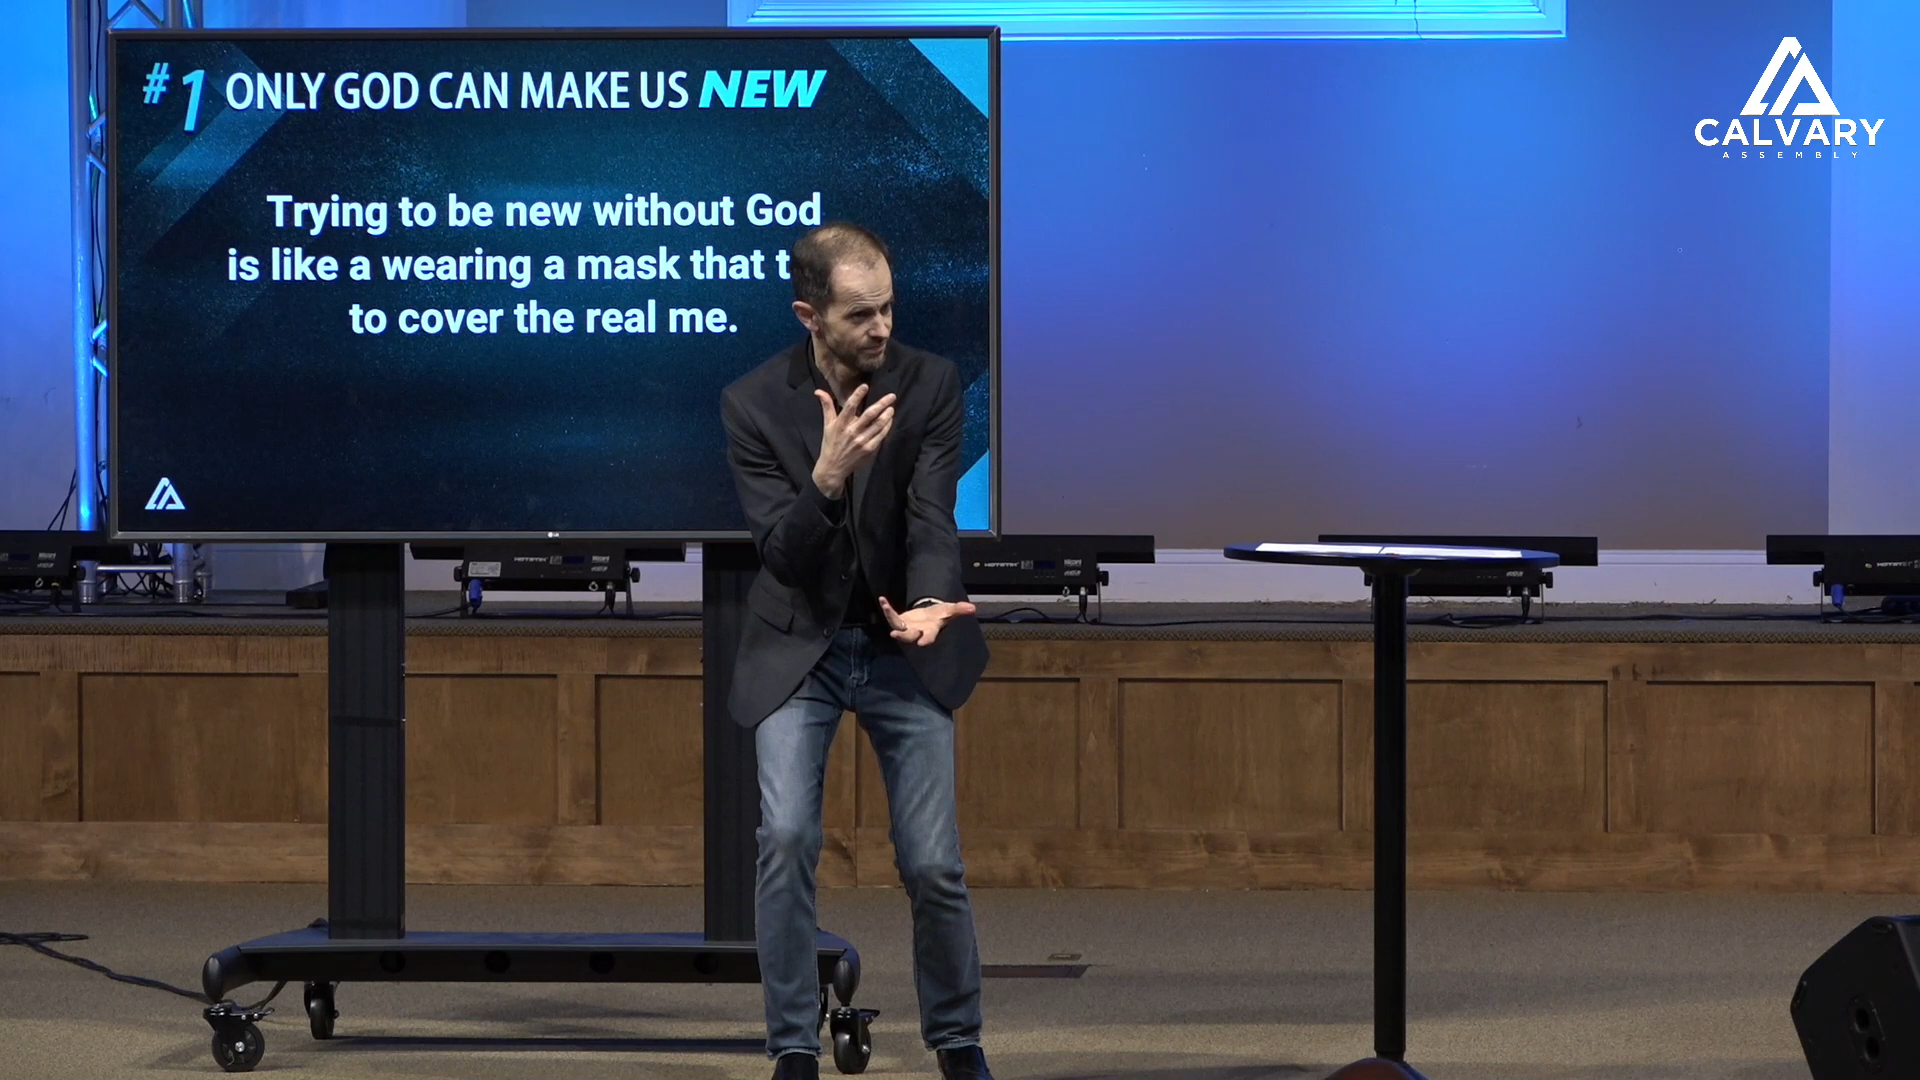 #1 ONLY GOD CAN MAKE US NEW
Trying to be new without God
is like a wearing a mask that t
to cover the real me.
CALVARY
ASSEMBLY